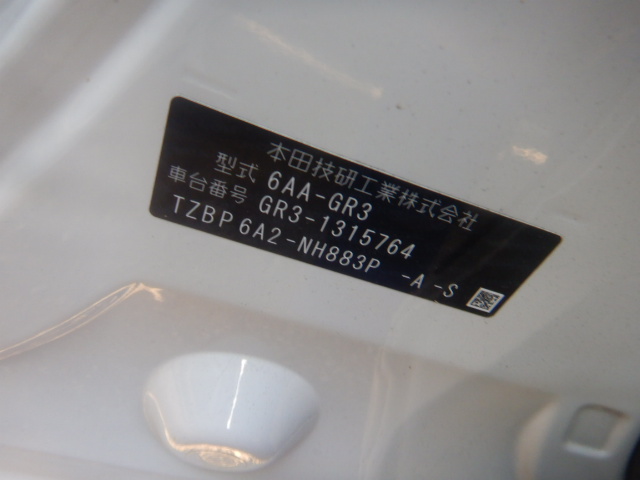 本田技研工業株式会社
型式 6AA-GR3
車台番号 GR3-1315764
TZBP 6A2-NH883P -A -S